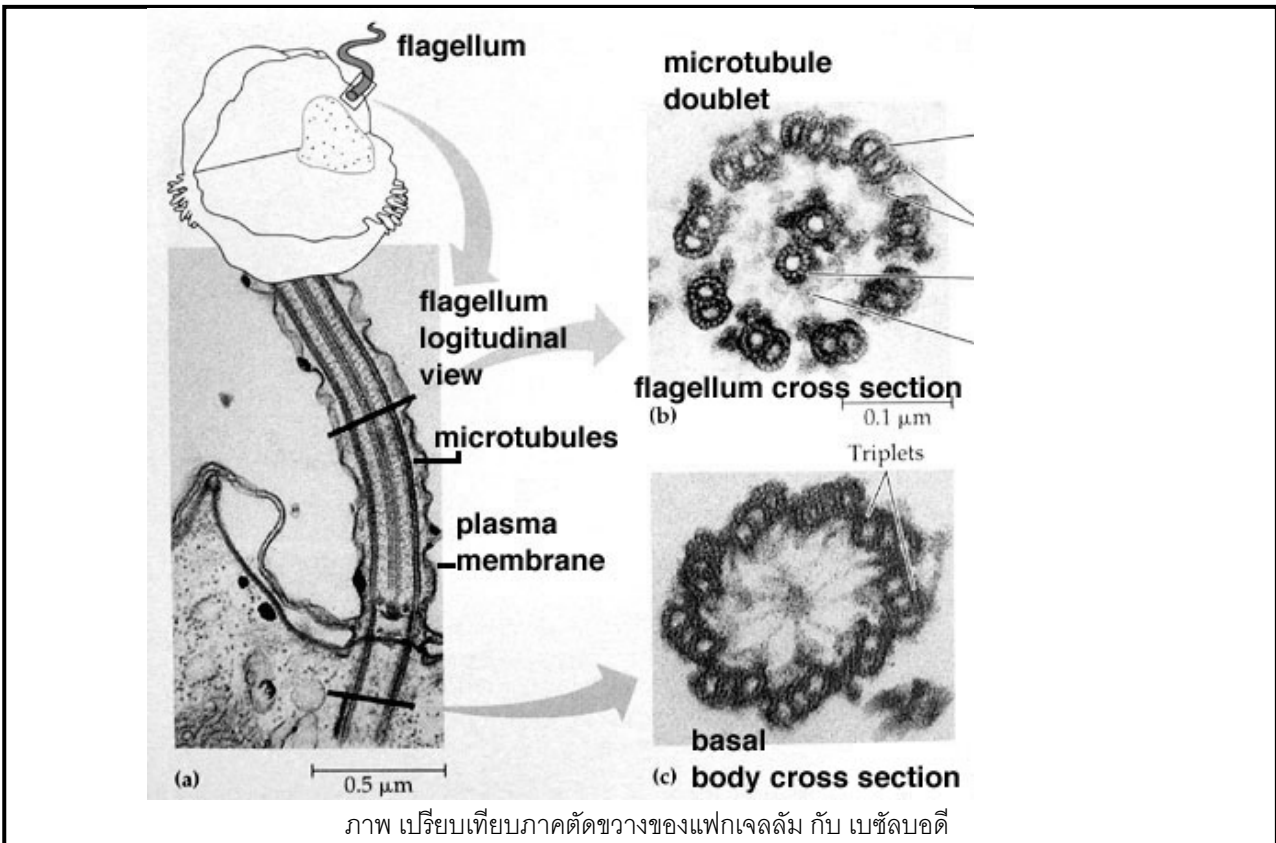 flagellum
microtubule
doublet
flagellum
logitudinal
view
flagellum cross section
(b)
0.1 µm
microtubules
Triplets
plasma
membrane
basal
(a)
0.5 µm
(c) body cross section
ภาพ เปรียบเทียบภาคตัดขวางของแฟกเจลลัม กับ เบซัลบอดี